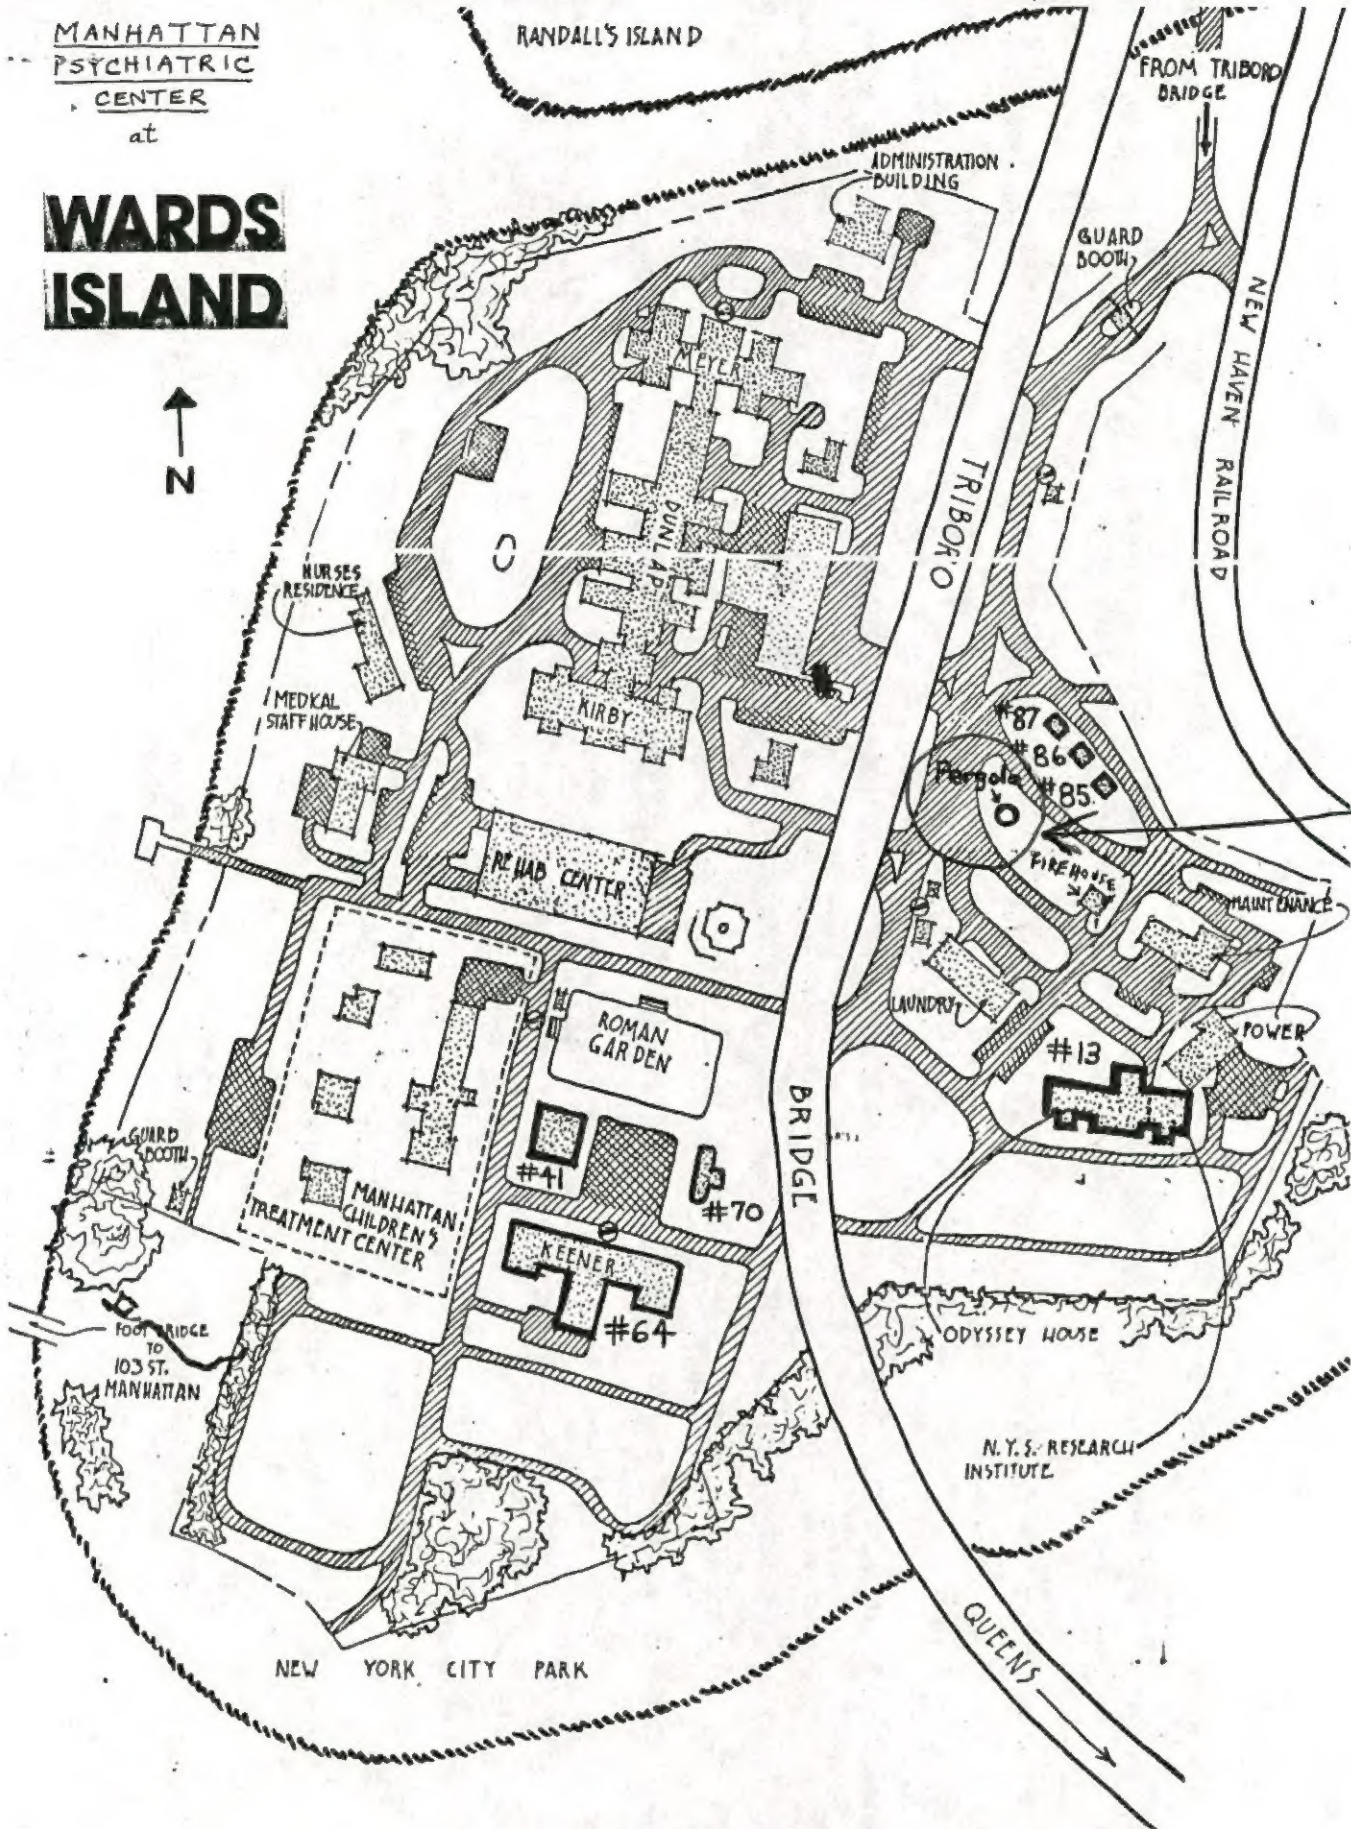 MANHATTAN
PSYCHIATRIC
CENTER
at
WARDS
ISLAND
N
RANDALL'S ISLAND
FROM TRIBORO
BRIDGE
ADMINISTRATION
BUILDING
GUARD
BOOTH
NEW HAVEN RAILROAD
MEYER
DUNLAP
KIRBY
TRIBORO
BRIDGE
NURSES
RESIDENCE
MEDICAL
STAFF HOUSE
#87
#86
#85
Pergola
FIREHOUSE
MAINTENANCE
REHAB CENTER
LAUNDRY
POWER
#13
ROMAN
GARDEN
#41
#70
GUARD
BOOTH
MANHATTAN
CHILDREN'S
TREATMENT CENTER
KEENER
#64
FOOT BRIDGE
TO
103 ST.
MANHATTAN
ODYSSEY HOUSE
N.Y.S. RESEARCH
INSTITUTE
QUEENS
NEW YORK CITY PARK